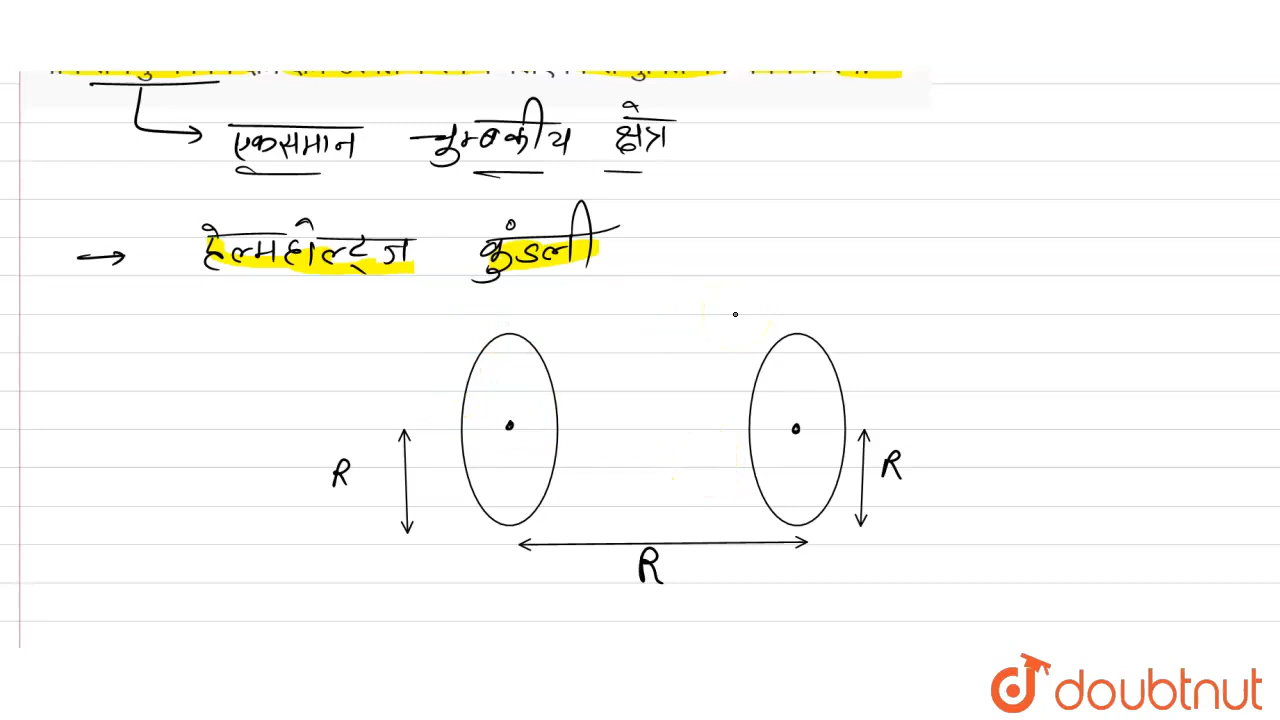 एकसमान चुम्बकीय क्षेत्र
हेल्महोल्ट्ज कुंडली
R R
R
doubtnut